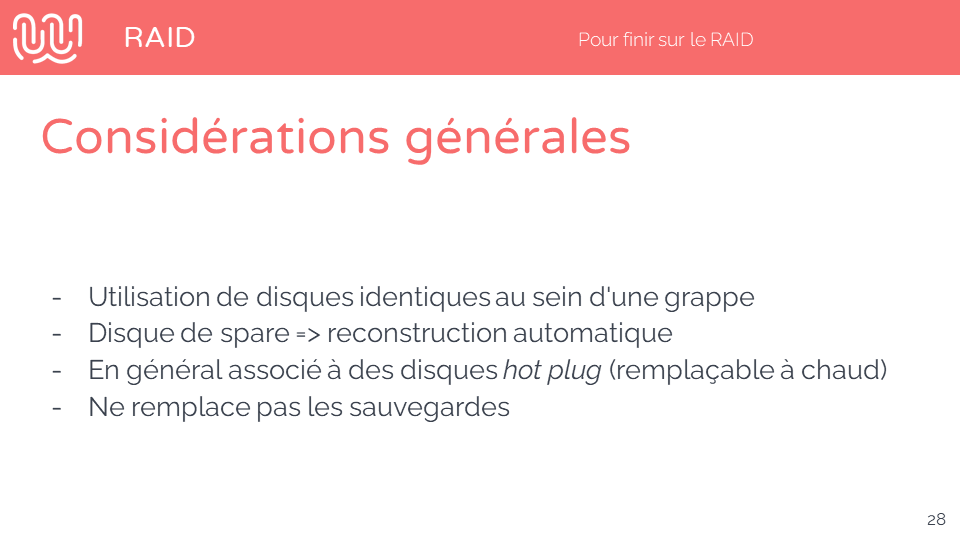 RAID
Pour finir sur le RAID
Considérations générales
- Utilisation de disques identiques au sein d'une grappe
- Disque de spare => reconstruction automatique
- En général associé à des disques hot plug (remplaçable à chaud)
- Ne remplace pas les sauvegardes
28